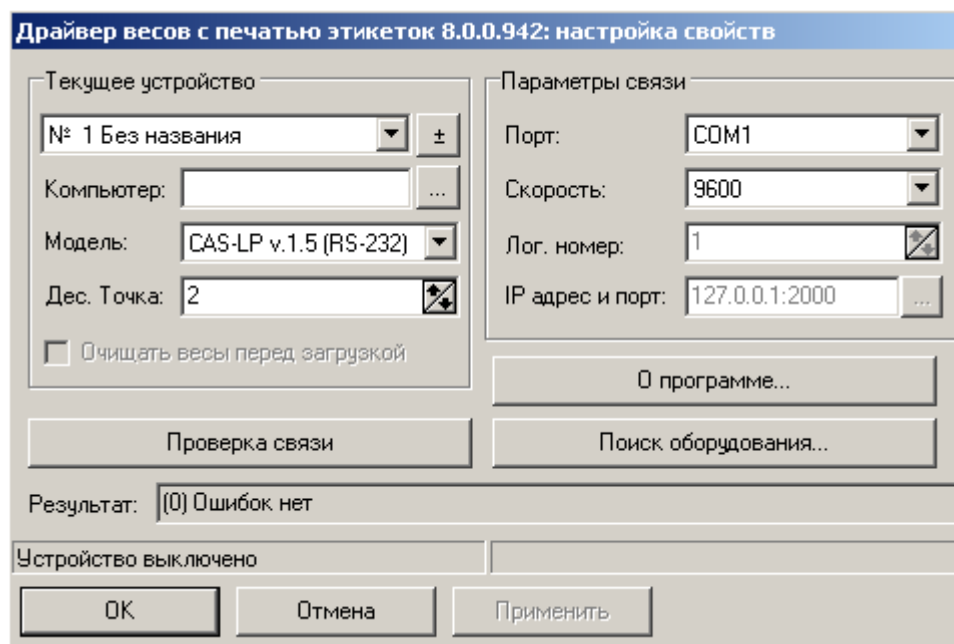 Драйвер весов с печатью этикеток 8.0.0.942: настройка свойств
Текущее устройство
№ 1 Без названия
±
Компьютер:
...
Модель:
CAS-LP v.1.5 (RS-232)
Дес. Точка:
2
Очищать весы перед загрузкой
Параметры связи
Порт:
COM1
Скорость:
9600
Лог. номер:
1
IP адрес и порт:
127.0.0.1:2000
...
О программе...
Проверка связи
Поиск оборудования...
Результат:
(0) Ошибок нет
Устройство выключено
OK
Отмена
Применить